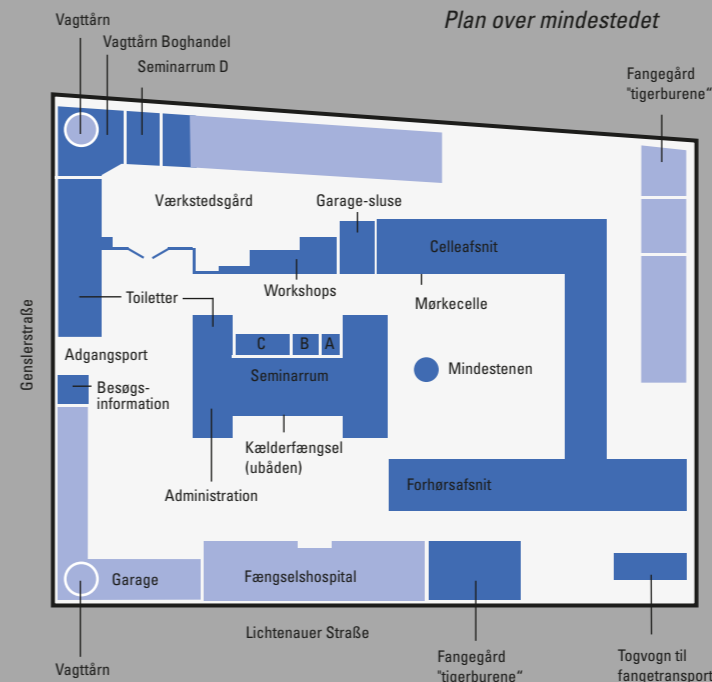 Plan over mindestedet
Vagttårn
Vagttårn Boghandel
Seminarrum D
Fangegård
"tigerburene“
Værkstedsgård
Garage-sluse
Celleafsnit
Workshops
Mørkecelle
Toiletter
Genslerstraße
Adgangsport
C
B
A
Seminarrum
Mindestenen
Besøgs-
information
Kælderfængsel
(ubåden)
Administration
Forhørsafsnit
Garage
Fængselshospital
Lichtenauer Straße
Vagttårn
Fangegård
"tigerburene“
Togvogn til
fangetransport